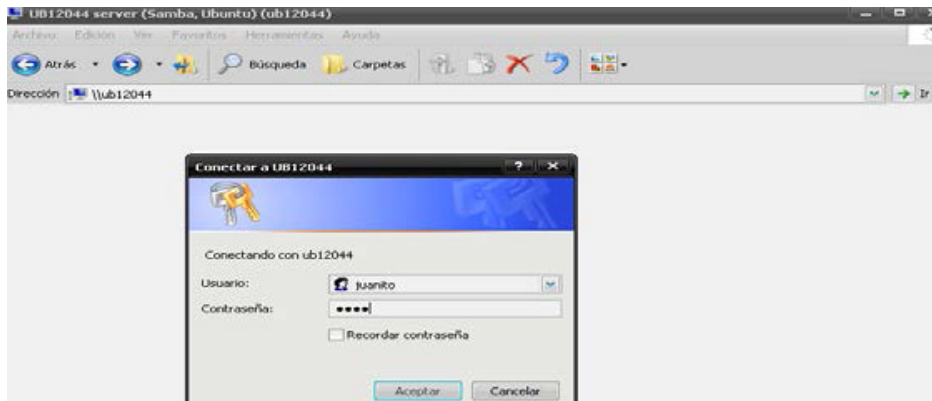 UB12044 server (Samba, Ubuntu) (ub12044)
Archivo Edición Ver Favoritos Herramientas Ayuda
Atrás Búsqueda Carpetas
Dirección \\ub12044 Ir
Conectar a UB12044
Conectando con ub12044
Usuario: juanito
Contraseña: ••••
Recordar contraseña
Aceptar Cancelar